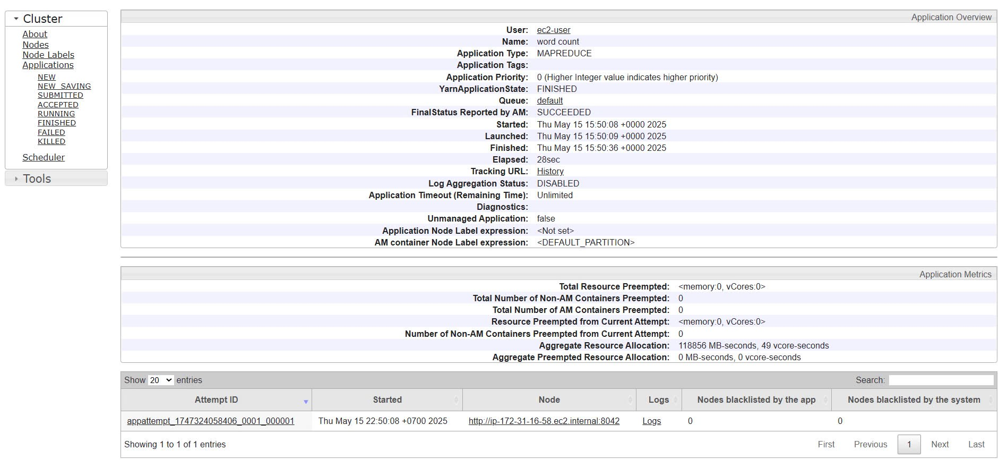 Cluster
About
Nodes
Node Labels
Applications
NEW
NEW_SAVING
SUBMITTED
ACCEPTED
RUNNING
FINISHED
FAILED
KILLED
Scheduler
Tools
Application Overview
User: ec2-user
Name: word count
Application Type: MAPREDUCE
Application Tags:
Application Priority: 0 (Higher Integer value indicates higher priority)
YarnApplicationState: FINISHED
Queue: default
FinalStatus Reported by AM: SUCCEEDED
Started: Thu May 15 15:50:08 +0000 2025
Launched: Thu May 15 15:50:09 +0000 2025
Finished: Thu May 15 15:50:36 +0000 2025
Elapsed: 28sec
Tracking URL: History
Log Aggregation Status: DISABLED
Application Timeout (Remaining Time): Unlimited
Diagnostics:
Unmanaged Application: false
Application Node Label expression: <Not set>
AM container Node Label expression: <DEFAULT_PARTITION>
Application Metrics
Total Resource Preempted: <memory:0, vCores:0>
Total Number of Non-AM Containers Preempted: 0
Total Number of AM Containers Preempted: 0
Resource Preempted from Current Attempt: <memory:0, vCores:0>
Number of Non-AM Containers Preempted from Current Attempt: 0
Aggregate Resource Allocation: 118856 MB-seconds, 49 vcore-seconds
Aggregate Preempted Resource Allocation: 0 MB-seconds, 0 vcore-seconds
Show 20 entries Search:
Attempt ID Started Node Logs Nodes blacklisted by the app Nodes blacklisted by the system
appattempt_1747324058406_0001_000001 Thu May 15 22:50:08 +0700 2025 http://ip-172-31-16-58.ec2.internal:8042 Logs 0 0
Showing 1 to 1 of 1 entries First Previous 1 Next Last